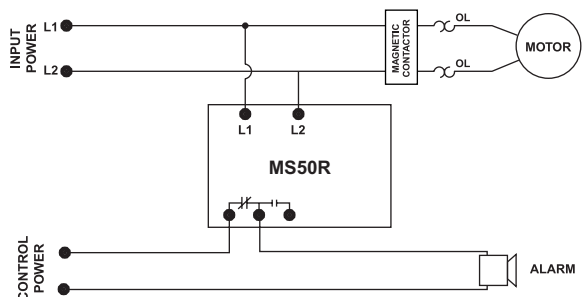 INPUT
POWER
L1
L2
MAGNETIC
CONTACTOR
OL
OL
MOTOR
L1
L2
MS50R
CONTROL
POWER
ALARM